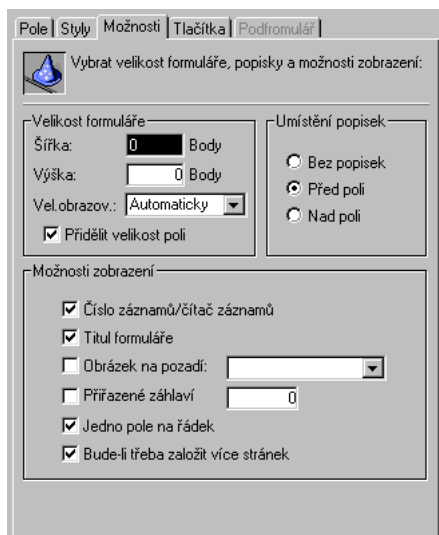 Pole Styly Možnosti Tlačítka Podfromulář
Vybrat velikost formuláře, popisky a možnosti zobrazení:
Velikost formuláře
Šířka: 0 Body
Výška: 0 Body
Vel.obrazov.: Automaticky
Přidělit velikost poli
Umístění popisek
Bez popisek
Před poli
Nad poli
Možnosti zobrazení
Číslo záznamů/čítač záznamů
Titul formuláře
Obrázek na pozadí:
Přiřazené záhlaví 0
Jedno pole na řádek
Bude-li třeba založit více stránek